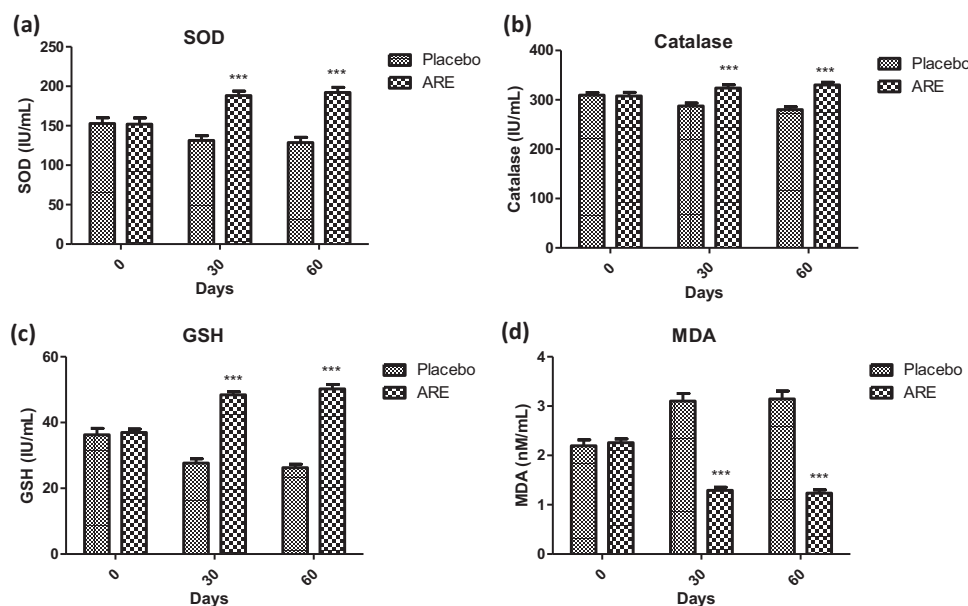 (a)
SOD
250
200
150
100
50
0
SOD (IU/mL)
*** ***
0 30 60
Days
Placebo
ARE
(b)
Catalase
400
300
200
100
0
Catalase (IU/mL)
*** ***
0 30 60
Days
Placebo
ARE
(c)
GSH
60
40
20
0
GSH (IU/mL)
*** ***
0 30 60
Days
Placebo
ARE
(d)
MDA
4
3
2
1
0
MDA (nM/mL)
*** ***
0 30 60
Days
Placebo
ARE